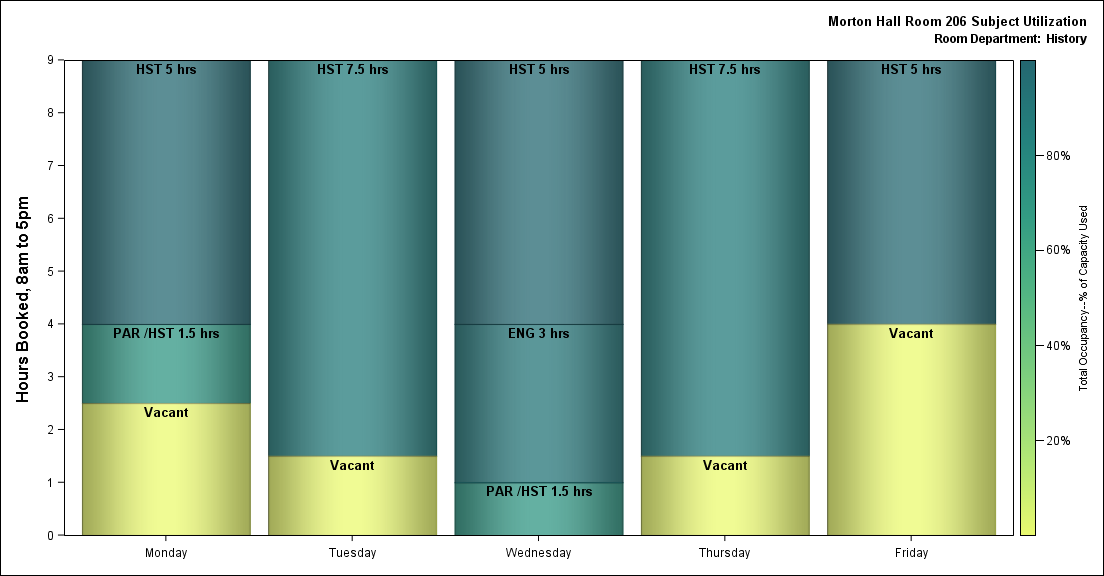 Morton Hall Room 206 Subject Utilization
Room Department: History
Hours Booked, 8am to 5pm
9
8
7
6
5
4
3
2
1
0
HST 5 hrs
PAR /HST 1.5 hrs
Vacant
HST 7.5 hrs
Vacant
HST 5 hrs
ENG 3 hrs
PAR /HST 1.5 hrs
HST 7.5 hrs
Vacant
HST 5 hrs
Vacant
Monday
Tuesday
Wednesday
Thursday
Friday
80%
60%
40%
20%
Total Occupancy--% of Capacity Used